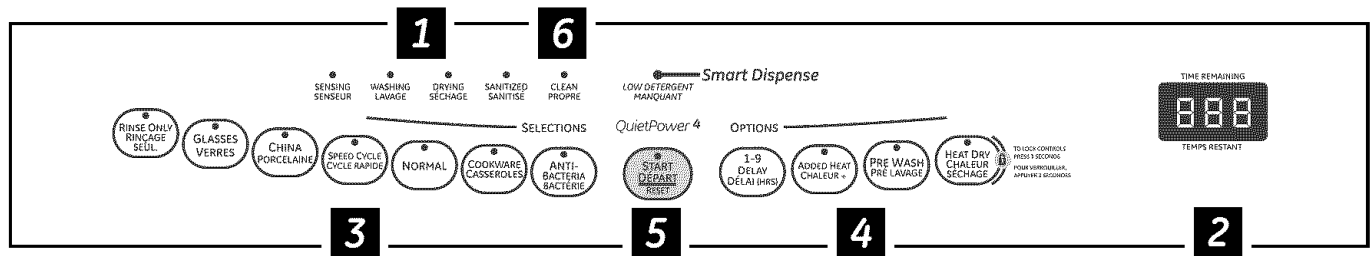 1
6
SENSING
SENSEUR
WASHING
LAVAGE
DRYING
SÉCHAGE
SANITIZED
SANITISÉ
CLEAN
PROPRE
LOW DETERGENT
MANQUANT
Smart Dispense
TIME REMAINING
888
TEMPS RESTANT
SELECTIONS
QuietPower 4
OPTIONS
RINSE ONLY
RINÇAGE
SEUL.
GLASSES
VERRES
CHINA
PORCELAINE
SPEED CYCLE
CYCLE RAPIDE
NORMAL
COOKWARE
CASSEROLES
ANTI-
BACTERIA
BACTÉRIE
START
DÉPART
RESET
1-9
DELAY
DÉLAI (HRS)
ADDED HEAT
CHALEUR +
PRE WASH
PRÉ LAVAGE
HEAT DRY
CHALEUR
SÉCHAGE
TO LOCK CONTROLS
PRESS 3 SECONDS
POUR VERROUILLER,
APPUYER 3 SECONDES
3
5
4
2